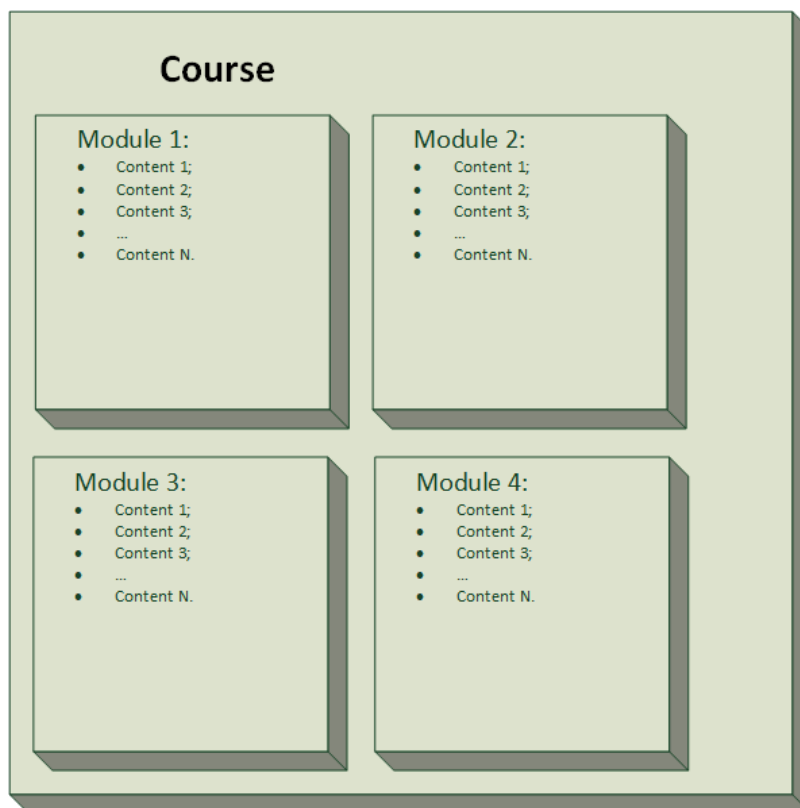 Course
Module 1:
• Content 1;
• Content 2;
• Content 3;
• ...
• Content N.
Module 2:
• Content 1;
• Content 2;
• Content 3;
• ...
• Content N.
Module 3:
• Content 1;
• Content 2;
• Content 3;
• ...
• Content N.
Module 4:
• Content 1;
• Content 2;
• Content 3;
• ...
• Content N.